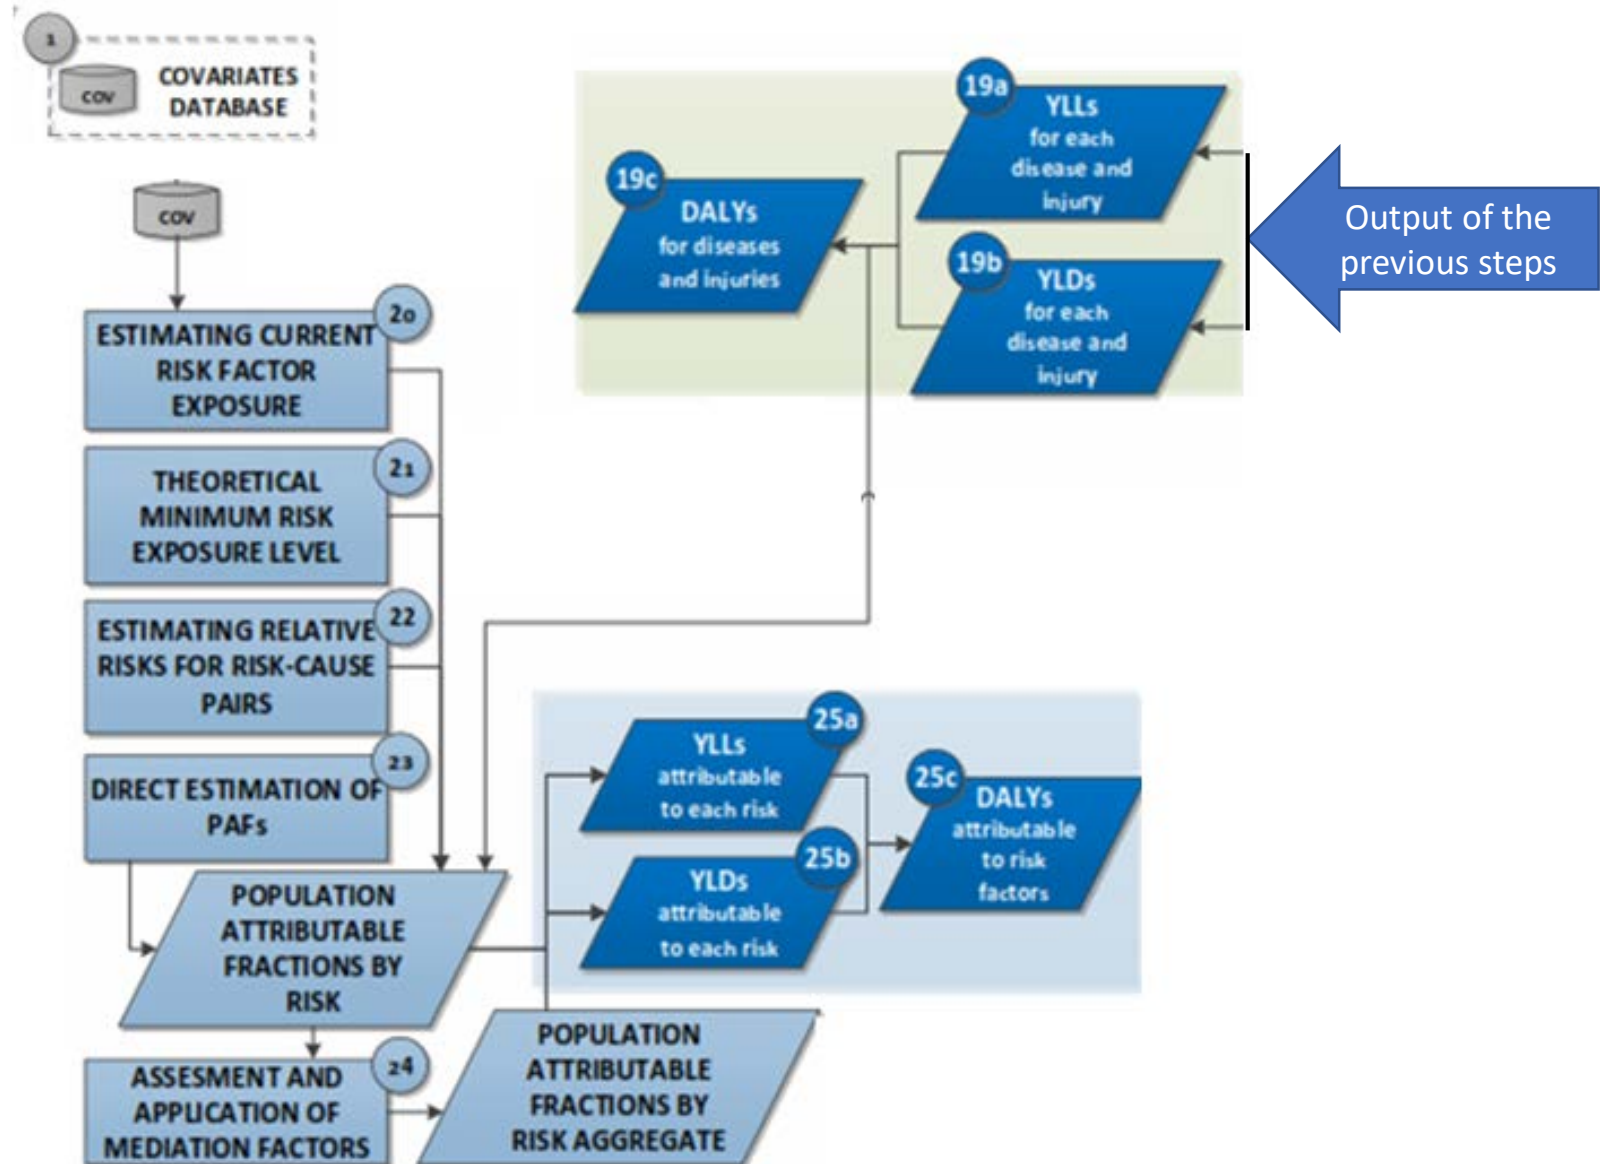 1
COV
COVARIATES
DATABASE
COV
20
ESTIMATING CURRENT
RISK FACTOR
EXPOSURE
21
THEORETICAL
MINIMUM RISK
EXPOSURE LEVEL
22
ESTIMATING RELATIVE
RISKS FOR RISK-CAUSE
PAIRS
23
DIRECT ESTIMATION OF
PAFs
POPULATION
ATTRIBUTABLE
FRACTIONS BY
RISK
24
ASSESMENT AND
APPLICATION OF
MEDIATION FACTORS
POPULATION
ATTRIBUTABLE
FRACTIONS BY
RISK AGGREGATE
19a
YLLs
for each
disease and
injury
19b
YLDs
for each
disease and
injury
19c
DALYs
for diseases
and injuries
Output of the
previous steps
25a
YLLs
attributable
to each risk
25b
YLDs
attributable
to each risk
25c
DALYs
attributable
to risk
factors